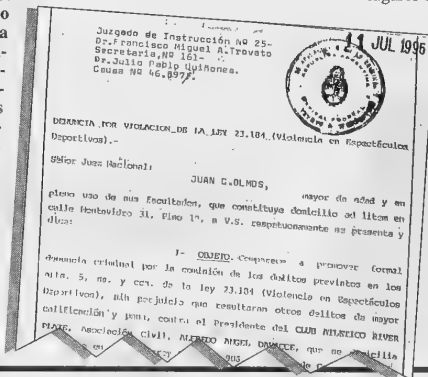 Juzgado de Instrucción Nº 25-
Dr. Francisco Miguel A. Trovato
Secretaría, Nº 161-
Dr. Julio Pablo Quiñones.
Causa Nº 46.897
11 JUL 1996
DENUNCIA POR VIOLACION DE LA LEY 23.184 (Violencia en Espectáculos
Deportivos).-
Señor Juez Nacional:
JUAN C. OLMOS, mayor de edad y en
pleno uso de sus facultades, que constituye domicilio ad litem en
calle Montevideo 31, Piso 1º, a V.S. respetuosamente se presenta y
dice:
I- OBJETO. Comparece a promover formal
denuncia criminal por la comisión de los delitos previstos en los
arts. 5, y de la ley 23.184 (Violencia en Espectáculos
Deportivos), sin perjuicio que resultaren otros delitos de mayor
calificación y pena, contra el Presidente del CLUB ATLETICO RIVER
PLATE, Asociación Civil, ALFREDO ANGEL DAVICCE, que se domicilia
en